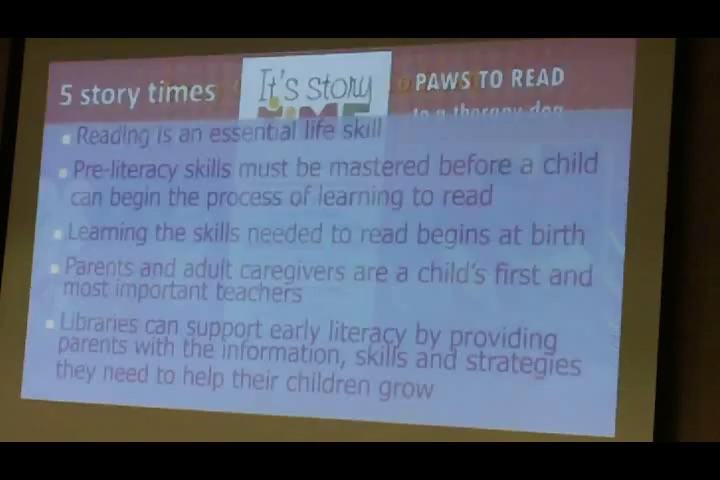 5 story times
It's story
TIME
PAWS TO READ
to a therapy dog
Reading is an essential life skill
Pre-literacy skills must be mastered before a child
can begin the process of learning to read
Learning the skills needed to read begins at birth
Parents and adult caregivers are a child's first and
most important teachers
Libraries can support early literacy by providing
parents with the information, skills and strategies
they need to help their children grow